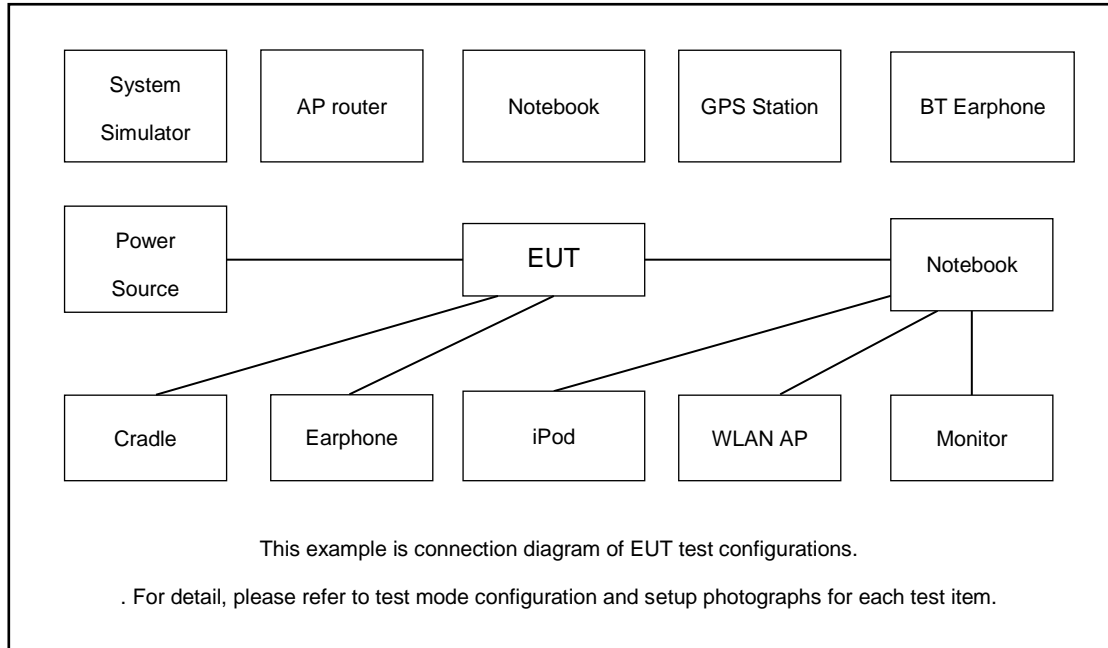 System
Simulator
AP router
Notebook
GPS Station
BT Earphone
Power
Source
EUT
Notebook
Cradle
Earphone
iPod
WLAN AP
Monitor
This example is connection diagram of EUT test configurations.
. For detail, please refer to test mode configuration and setup photographs for each test item.